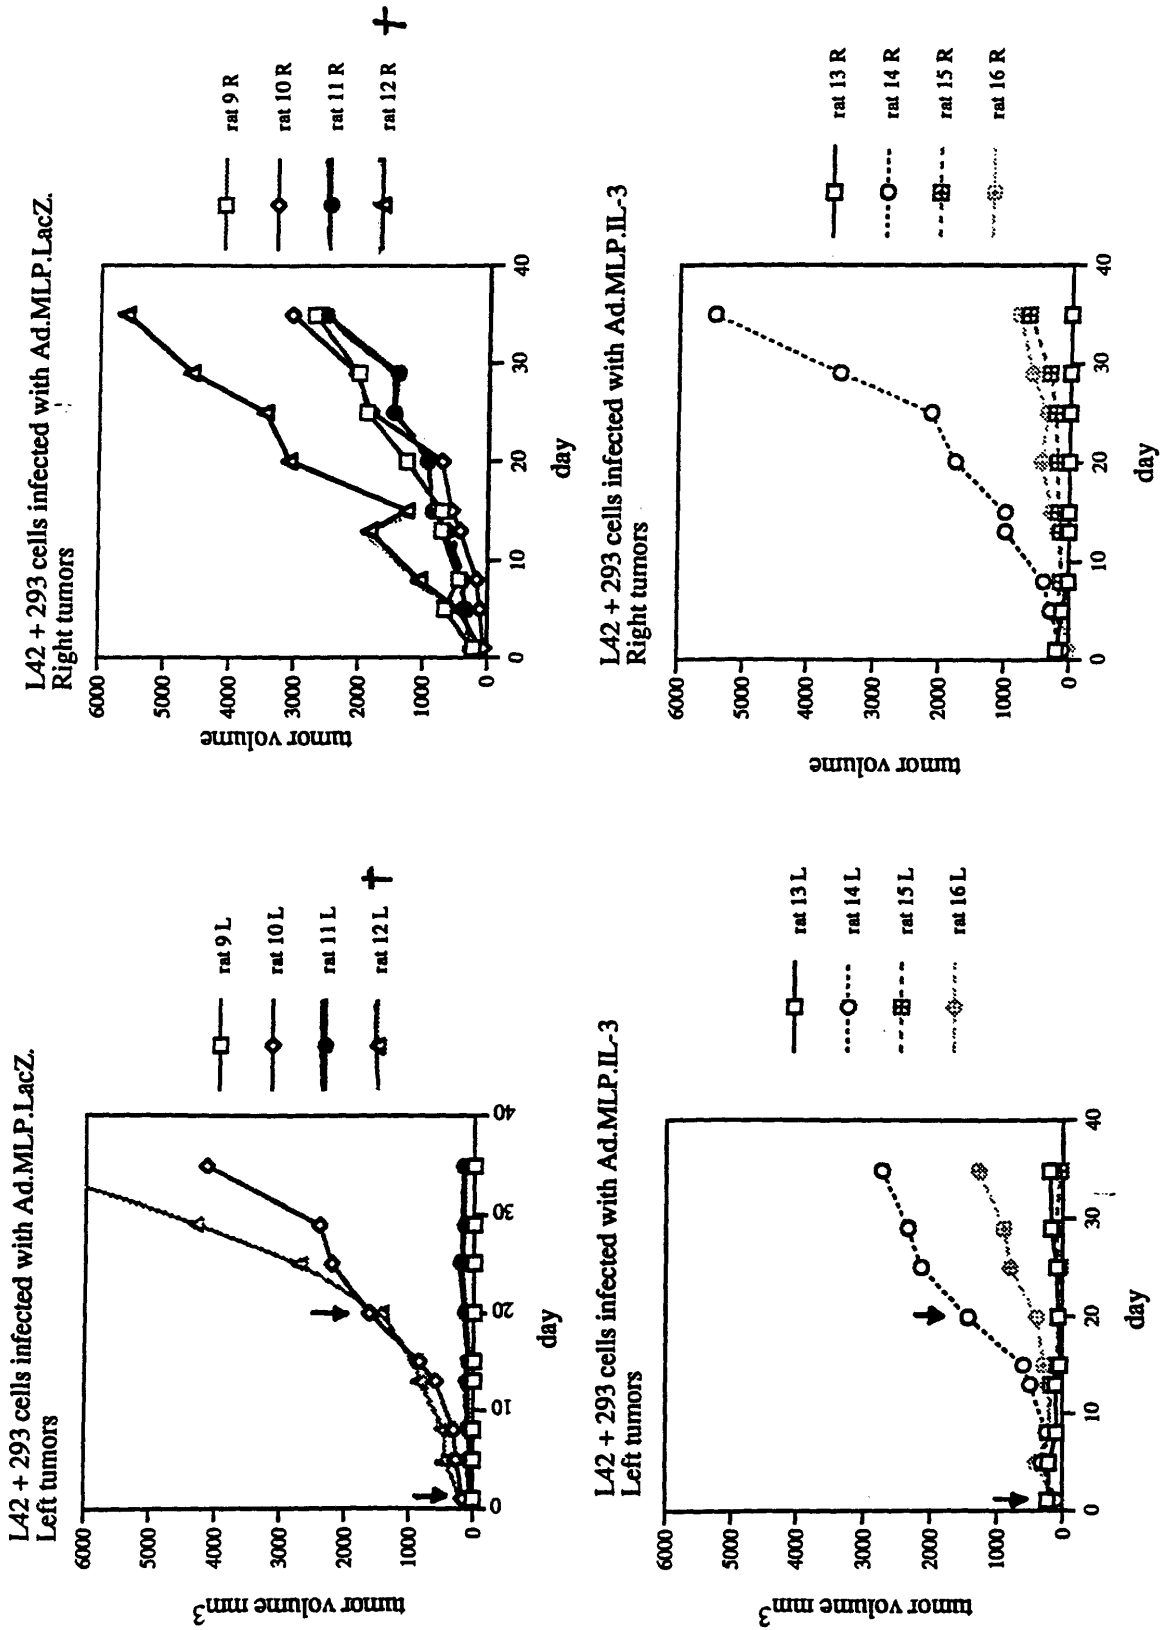 L42 + 293 cells infected with Ad.MLP.LacZ.
Left tumors
tumor volume mm3
6000
5000
4000
3000
2000
1000
0
0
10
20
30
40
day
rat 9 L
rat 10 L
rat 11 L
rat 12 L †
L42 + 293 cells infected with Ad.MLP.LacZ.
Right tumors
tumor volume
6000
5000
4000
3000
2000
1000
0
0
10
20
30
40
day
rat 9 R
rat 10 R
rat 11 R
rat 12 R †
L42 + 293 cells infected with Ad.MLP.IL-3
Left tumors
tumor volume mm3
6000
5000
4000
3000
2000
1000
0
0
10
20
30
40
day
rat 13 L
rat 14 L
rat 15 L
rat 16 L
L42 + 293 cells infected with Ad.MLP.IL-3
Right tumors
tumor volume
6000
5000
4000
3000
2000
1000
0
0
10
20
30
40
day
rat 13 R
rat 14 R
rat 15 R
rat 16 R